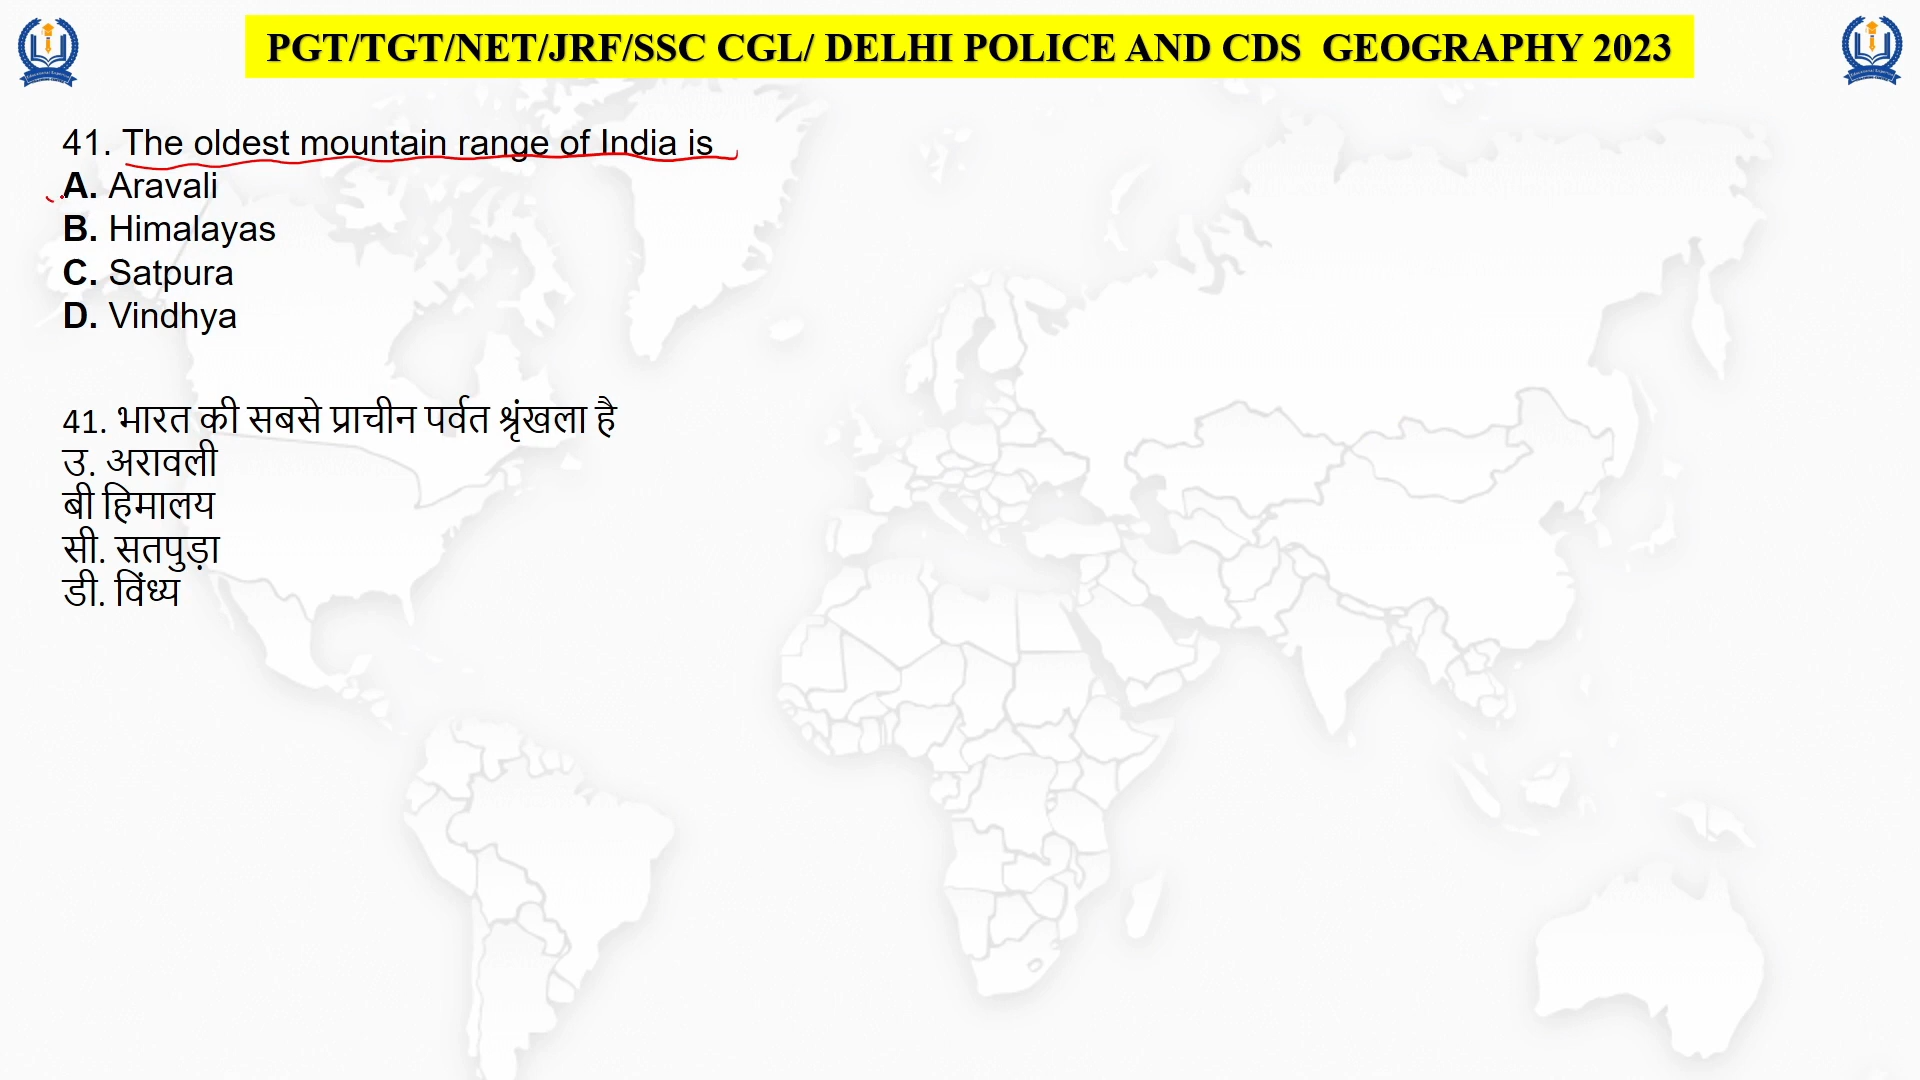 PGT/TGT/NET/JRF/SSC CGL/ DELHI POLICE AND CDS  GEOGRAPHY 2023
41. The oldest mountain range of India is
A. Aravali
B. Himalayas
C. Satpura
D. Vindhya
41. भारत की सबसे प्राचीन पर्वत श्रृंखला है
उ. अरावली
बी हिमालय
सी. सतपुड़ा
डी. विंध्य